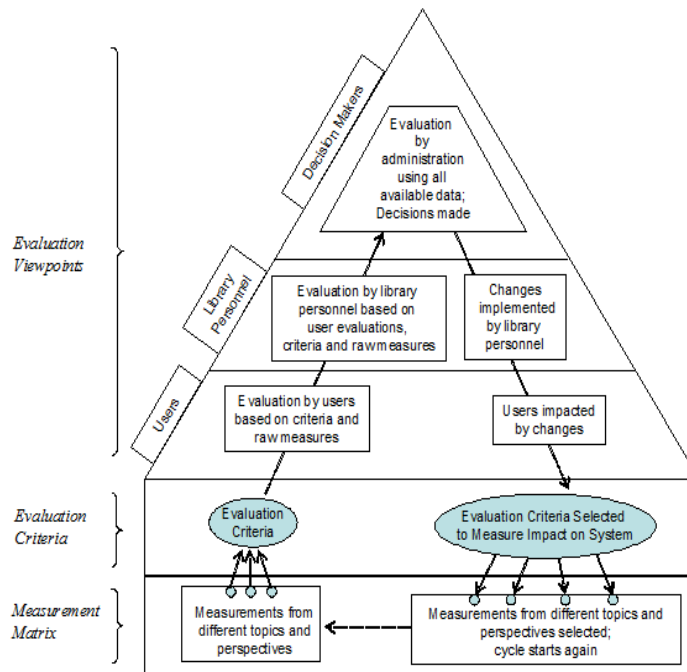 Decision Makers
Evaluation
by
administration
using all
available data;
Decisions made
Evaluation
Viewpoints
Library
Personnel
Evaluation by library
personnel based on
user evaluations,
criteria and raw measures
Changes
implemented
by library
personnel
Users
Evaluation by users
based on criteria and
raw measures
Users impacted
by changes
Evaluation
Criteria
Evaluation
Criteria
Evaluation Criteria Selected
to Measure Impact on System
Measurement
Matrix
Measurements from
different topics and
perspectives
Measurements from different topics and
perspectives selected;
cycle starts again